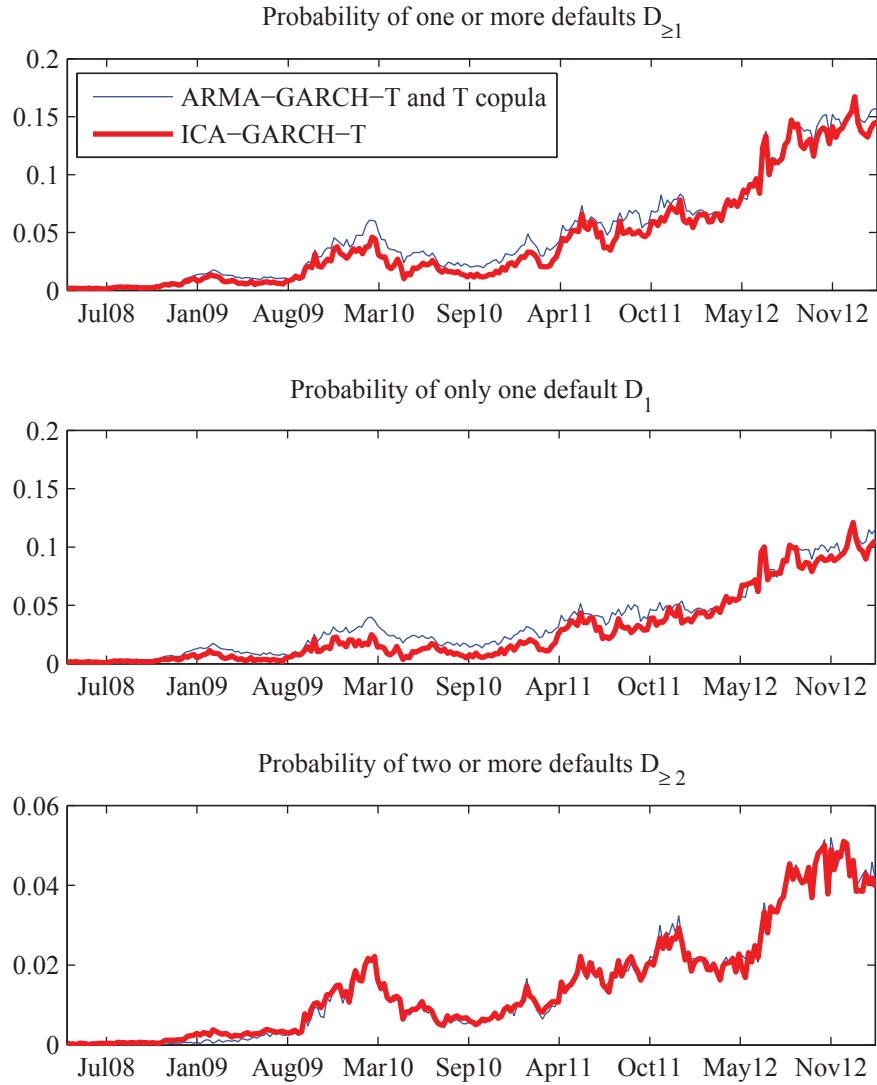 Probability of one or more defaults D≥1
0.2
0.15
0.1
0.05
0
ARMA−GARCH−T and T copula
ICA−GARCH−T
Jul08 Jan09 Aug09 Mar10 Sep10 Apr11 Oct11 May12 Nov12
Probability of only one default D1
0.2
0.15
0.1
0.05
0
Jul08 Jan09 Aug09 Mar10 Sep10 Apr11 Oct11 May12 Nov12
Probability of two or more defaults D≥ 2
0.06
0.04
0.02
0
Jul08 Jan09 Aug09 Mar10 Sep10 Apr11 Oct11 May12 Nov12